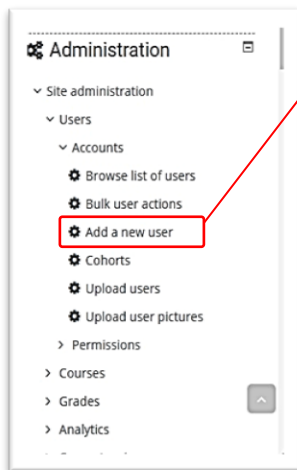 Administration
Site administration
Users
Accounts
Browse list of users
Bulk user actions
Add a new user
Cohorts
Upload users
Upload user pictures
Permissions
Courses
Grades
Analytics